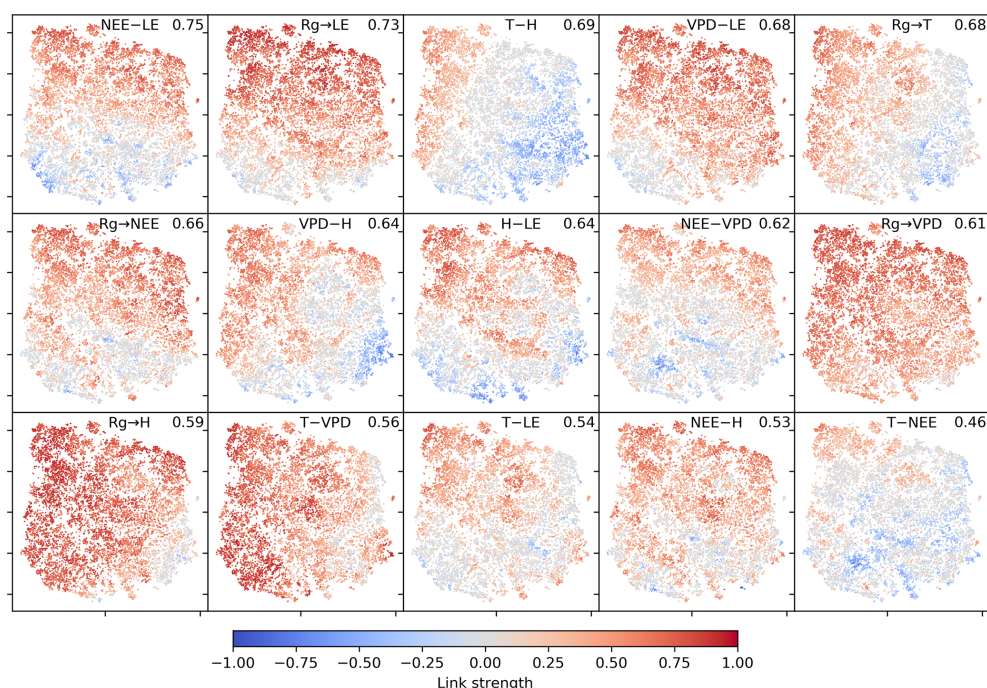 NEE−LE 0.75
Rg→LE 0.73
T−H 0.69
VPD−LE 0.68
Rg→T 0.68
Rg→NEE 0.66
VPD−H 0.64
H−LE 0.64
NEE−VPD 0.62
Rg→VPD 0.61
Rg→H 0.59
T−VPD 0.56
T−LE 0.54
NEE−H 0.53
T−NEE 0.46
−1.00 −0.75 −0.50 −0.25 0.00 0.25 0.50 0.75 1.00
Link strength